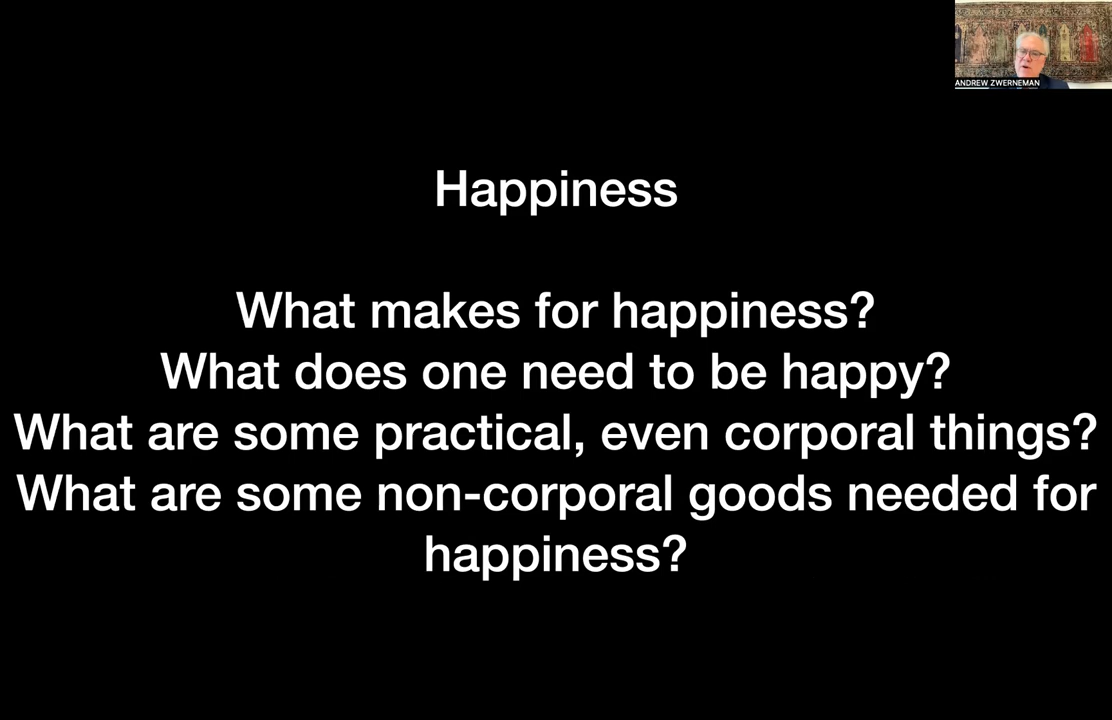 ANDREW ZWERNEMAN
Happiness
What makes for happiness?
What does one need to be happy?
What are some practical, even corporal things?
What are some non-corporal goods needed for
happiness?